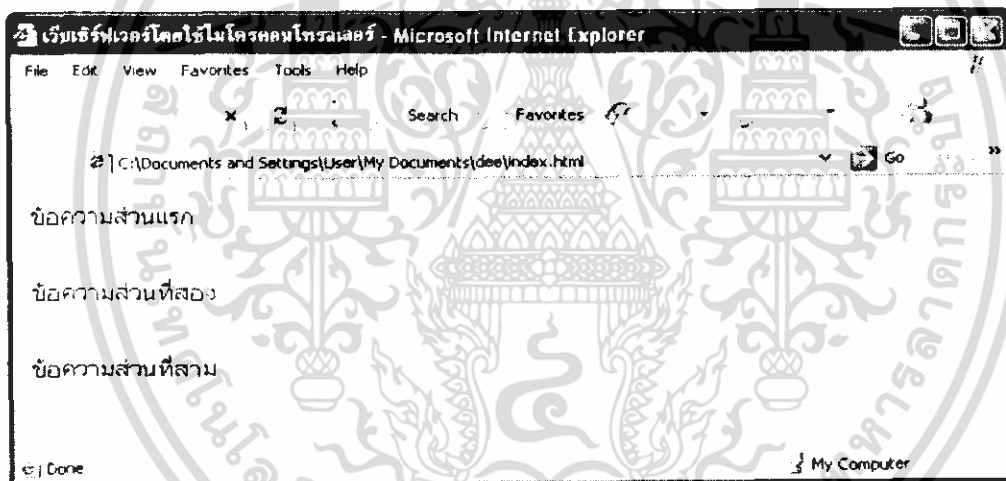 เว็บเซิร์ฟเวอร์โดยใช้ไมโครคอนโทรลเลอร์ - Microsoft Internet Explorer
File Edit View Favorites Tools Help
Search Favorites
C:\Documents and Settings\User\My Documents\dee\index.html Go »
ข้อความส่วนแรก
ข้อความส่วนที่สอง
ข้อความส่วนที่สาม
Done My Computer